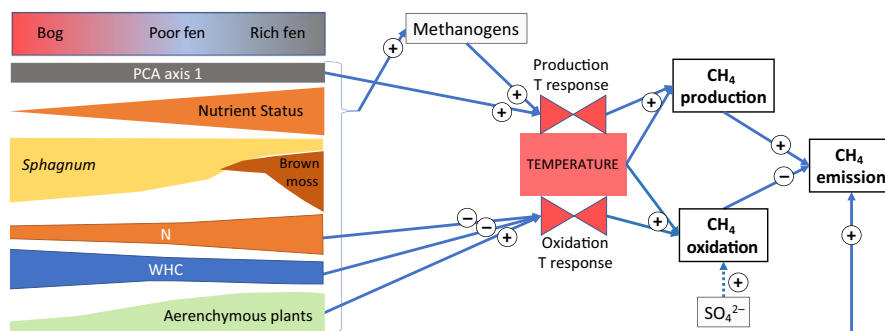 Bog Poor fen Rich fen
PCA axis 1
Nutrient Status
Sphagnum
Brown
moss
N
WHC
Aerenchymous plants
Methanogens
+
+
+
Production
T response
TEMPERATURE
Oxidation
T response
−
−
+
+
+
CH₄
production
CH₄
oxidation
+
SO₄²⁻
+
−
CH₄
emission
+